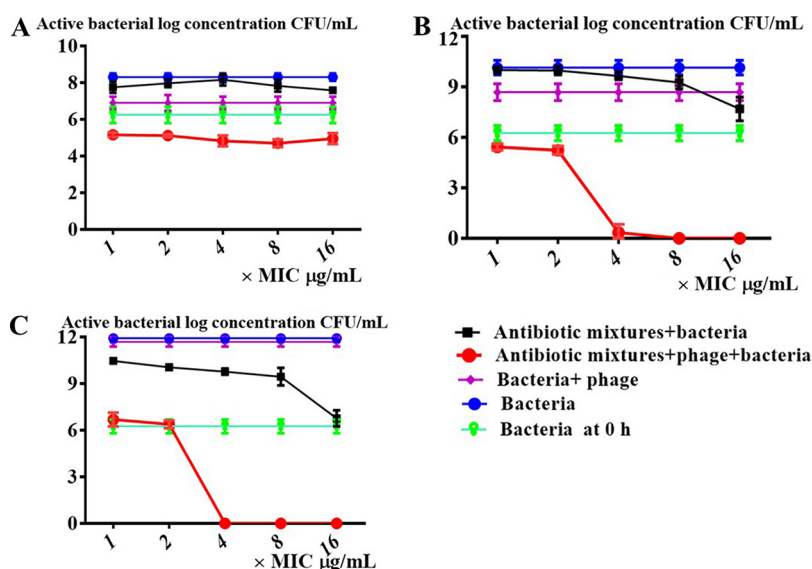 A Active bacterial log concentration CFU/mL
10
8
6
4
2
0
1 2 4 8 16
× MIC μg/mL
B Active bacterial log concentration CFU/mL
12
9
6
3
0
1 2 4 8 16
× MIC μg/mL
C Active bacterial log concentration CFU/mL
12
9
6
3
0
1 2 4 8 16
× MIC μg/mL
Antibiotic mixtures+bacteria
Antibiotic mixtures+phage+bacteria
Bacteria+ phage
Bacteria
Bacteria at 0 h